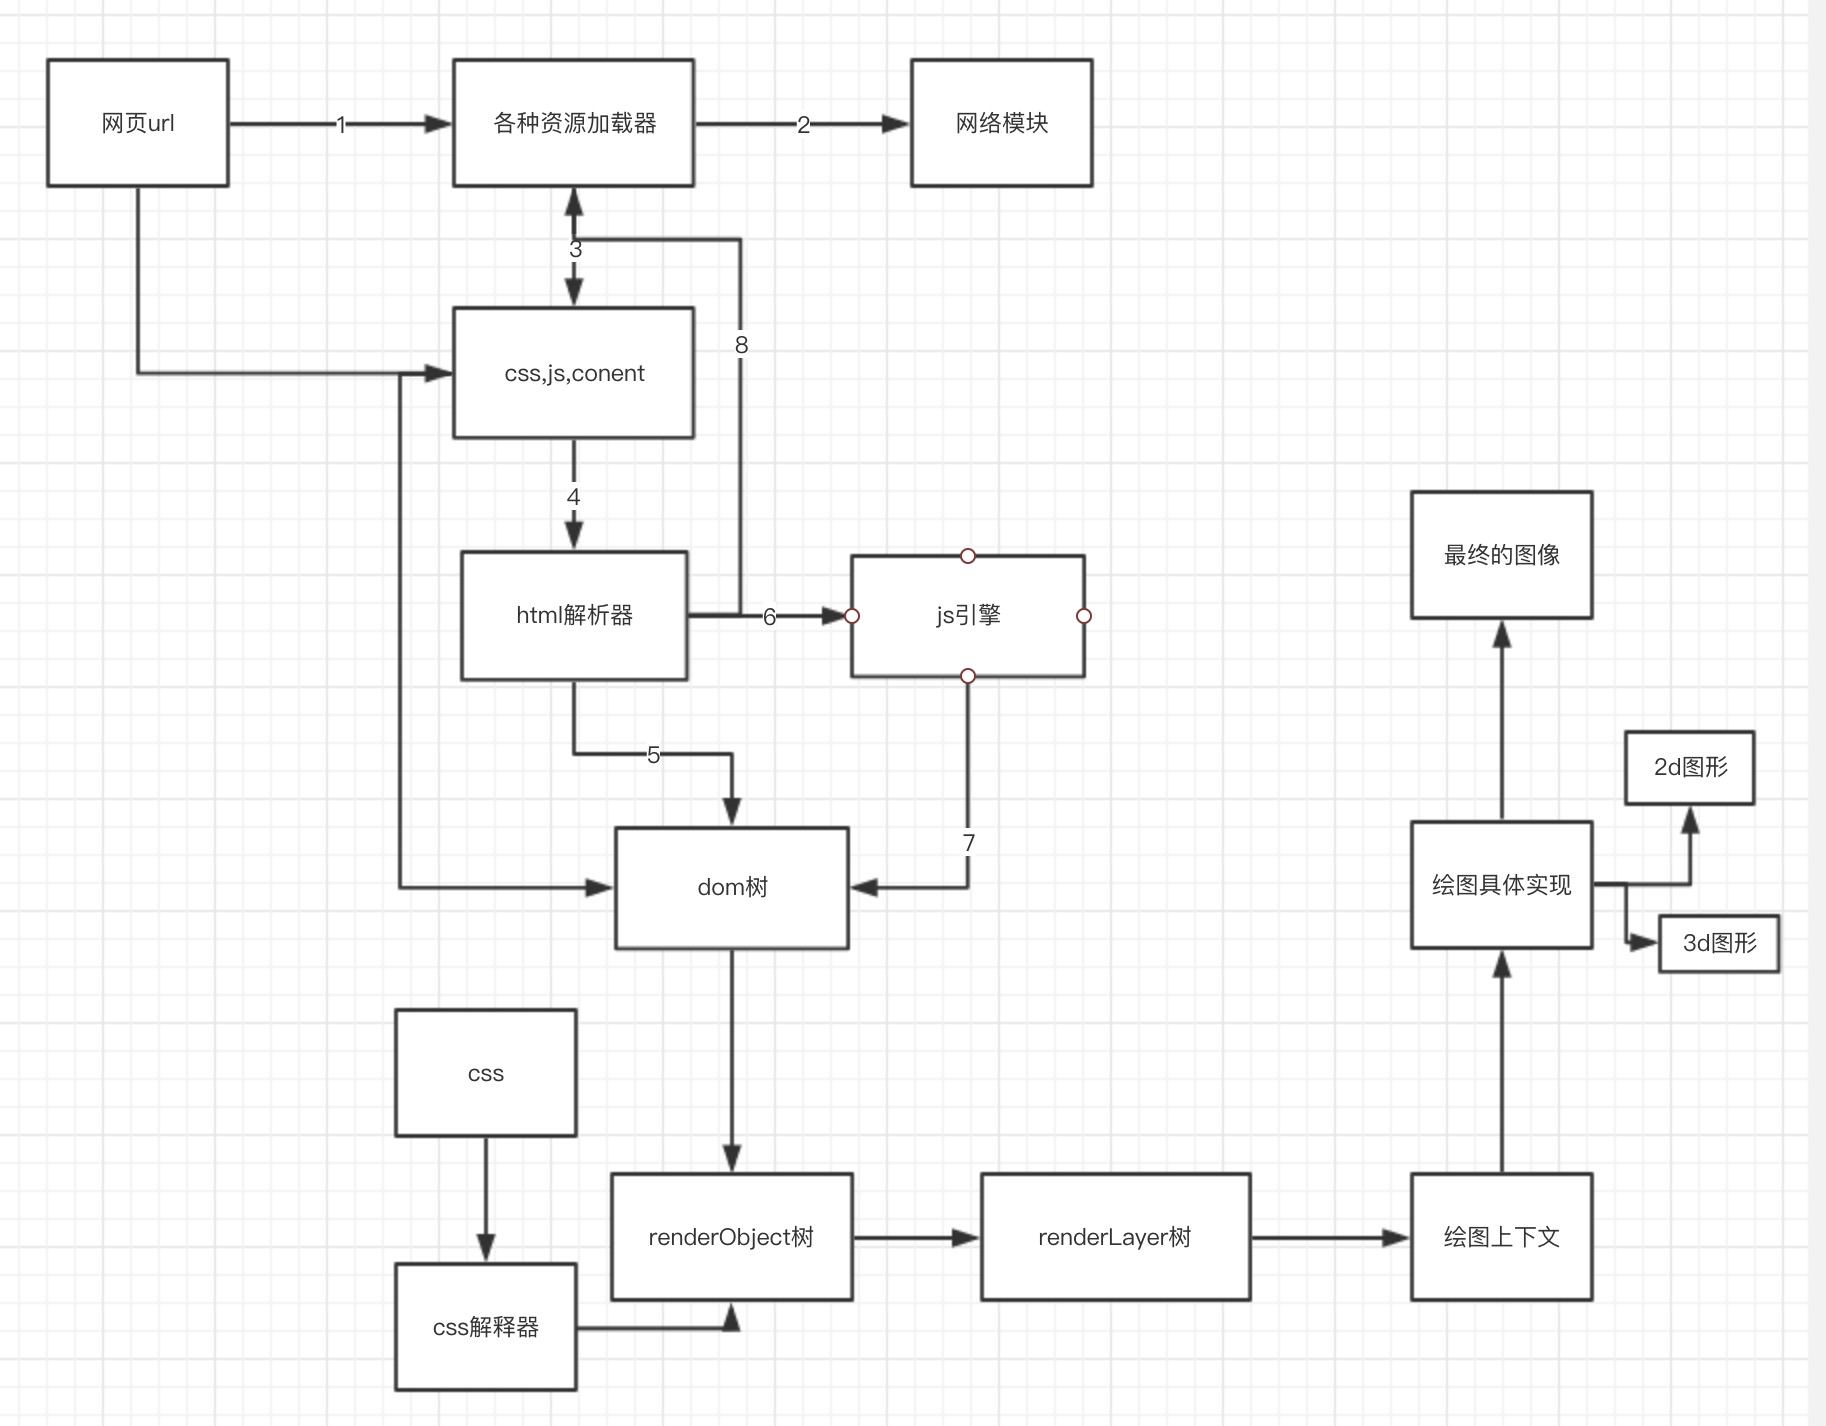 网页url
1
各种资源加载器
2
网络模块
3
8
css,js,conent
4
html解析器
6
js引擎
最终的图像
5
2d图形
7
dom树
绘图具体实现
3d图形
css
renderObject树
renderLayer树
绘图上下文
css解释器